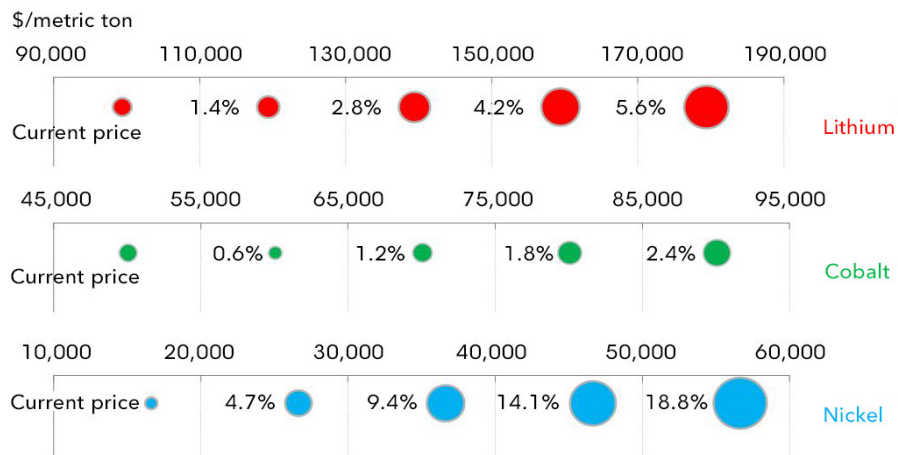 $/metric ton
90,000 110,000 130,000 150,000 170,000 190,000
1.4% 2.8% 4.2% 5.6%
Current price
Lithium
45,000 55,000 65,000 75,000 85,000 95,000
0.6% 1.2% 1.8% 2.4%
Current price
Cobalt
10,000 20,000 30,000 40,000 50,000 60,000
Current price 4.7% 9.4% 14.1% 18.8%
Nickel